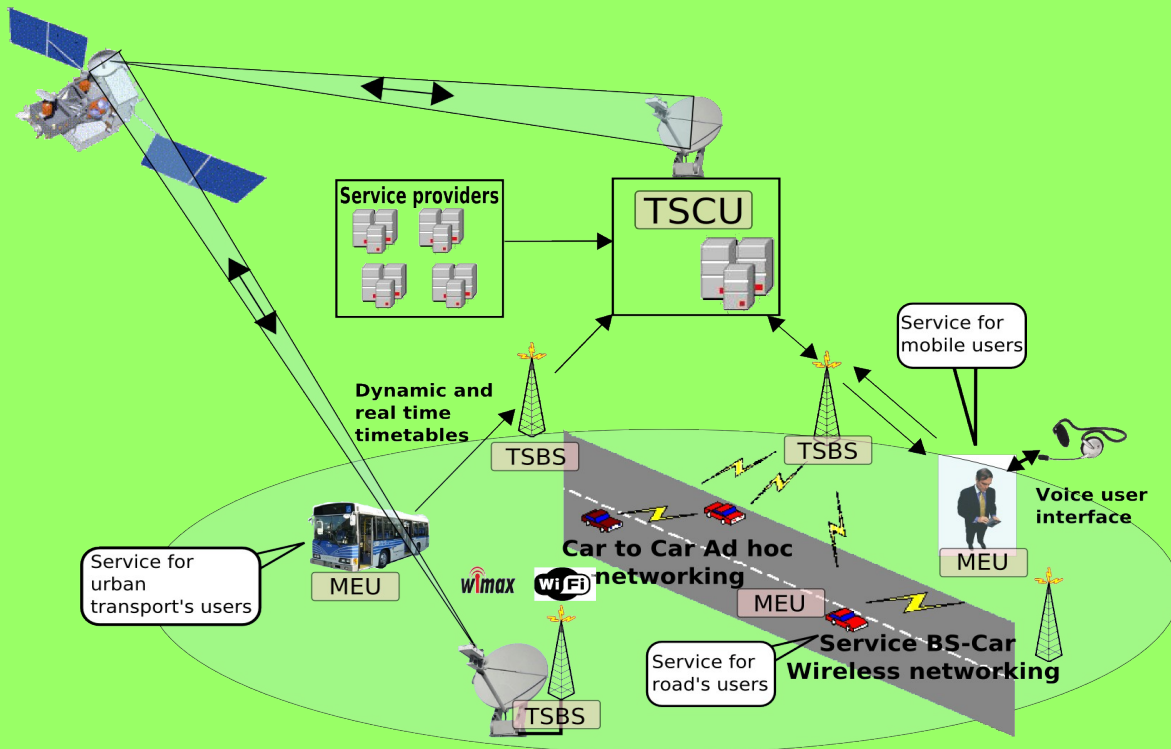 Service providers
TSCU
Service for
mobile users
Dynamic and
real time
timetables
TSBS
TSBS
Voice user
interface
Service for
urban
transport's users
MEU
wimax
Wi Fi
Car to Car Ad hoc
networking
MEU
MEU
Service BS-Car
Wireless networking
Service for
road's users
TSBS